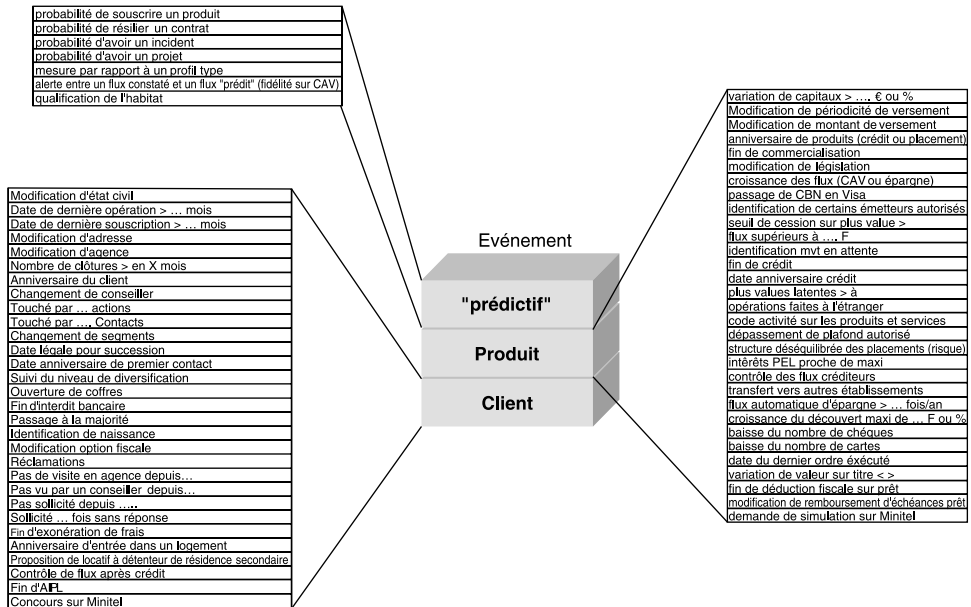 probabilité de souscrire un produit
probabilité de résilier un contrat
probabilité d'avoir un incident
probabilité d'avoir un projet
mesure par rapport à un profil type
alerte entre un flux constaté et un flux "prédit" (fidélité sur CAV)
qualification de l'habitat
Modification d'état civil
Date de dernière opération > ... mois
Date de dernière souscription > ... mois
Modification d'adresse
Modification d'agence
Nombre de clôtures > en X mois
Anniversaire du client
Changement de conseiller
Touché par ... actions
Touché par .... Contacts
Changement de segments
Date légale pour succession
Date anniversaire de premier contact
Suivi du niveau de diversification
Ouverture de coffres
Fin d'interdit bancaire
Passage à la majorité
Identification de naissance
Modification option fiscale
Réclamations
Pas de visite en agence depuis...
Pas vu par un conseiller depuis...
Pas sollicité depuis .....
Sollicité ... fois sans réponse
Fin d'exonération de frais
Anniversaire d'entrée dans un logement
Proposition de locatif à détenteur de résidence secondaire
Contrôle de flux après crédit
Fin d'AIPL
Concours sur Minitel
Evénement
"prédictif"
Produit
Client
variation de capitaux > .... € ou %
Modification de périodicité de versement
Modification de montant de versement
anniversaire de produits (crédit ou placement)
fin de commercialisation
modification de législation
croissance des flux (CAV ou épargne)
passage de CBN en Visa
identification de certains émetteurs autorisés
seuil de cession sur plus value >
flux supérieurs à .... F
identification mvt en attente
fin de crédit
date anniversaire crédit
plus values latentes > à
opérations faites à l'étranger
code activité sur les produits et services
dépassement de plafond autorisé
structure déséquilibrée des placements (risque)
intêrêts PEL proche de maxi
contrôle des flux créditeurs
transfert vers autres établissements
flux automatique d'épargne > ... fois/an
croissance du découvert maxi de ... F ou %
baisse du nombre de chéques
baisse du nombre de cartes
date du dernier ordre éxécuté
variation de valeur sur titre < >
fin de déduction fiscale sur prêt
modification de remboursement d'échéances prêt
demande de simulation sur Minitel